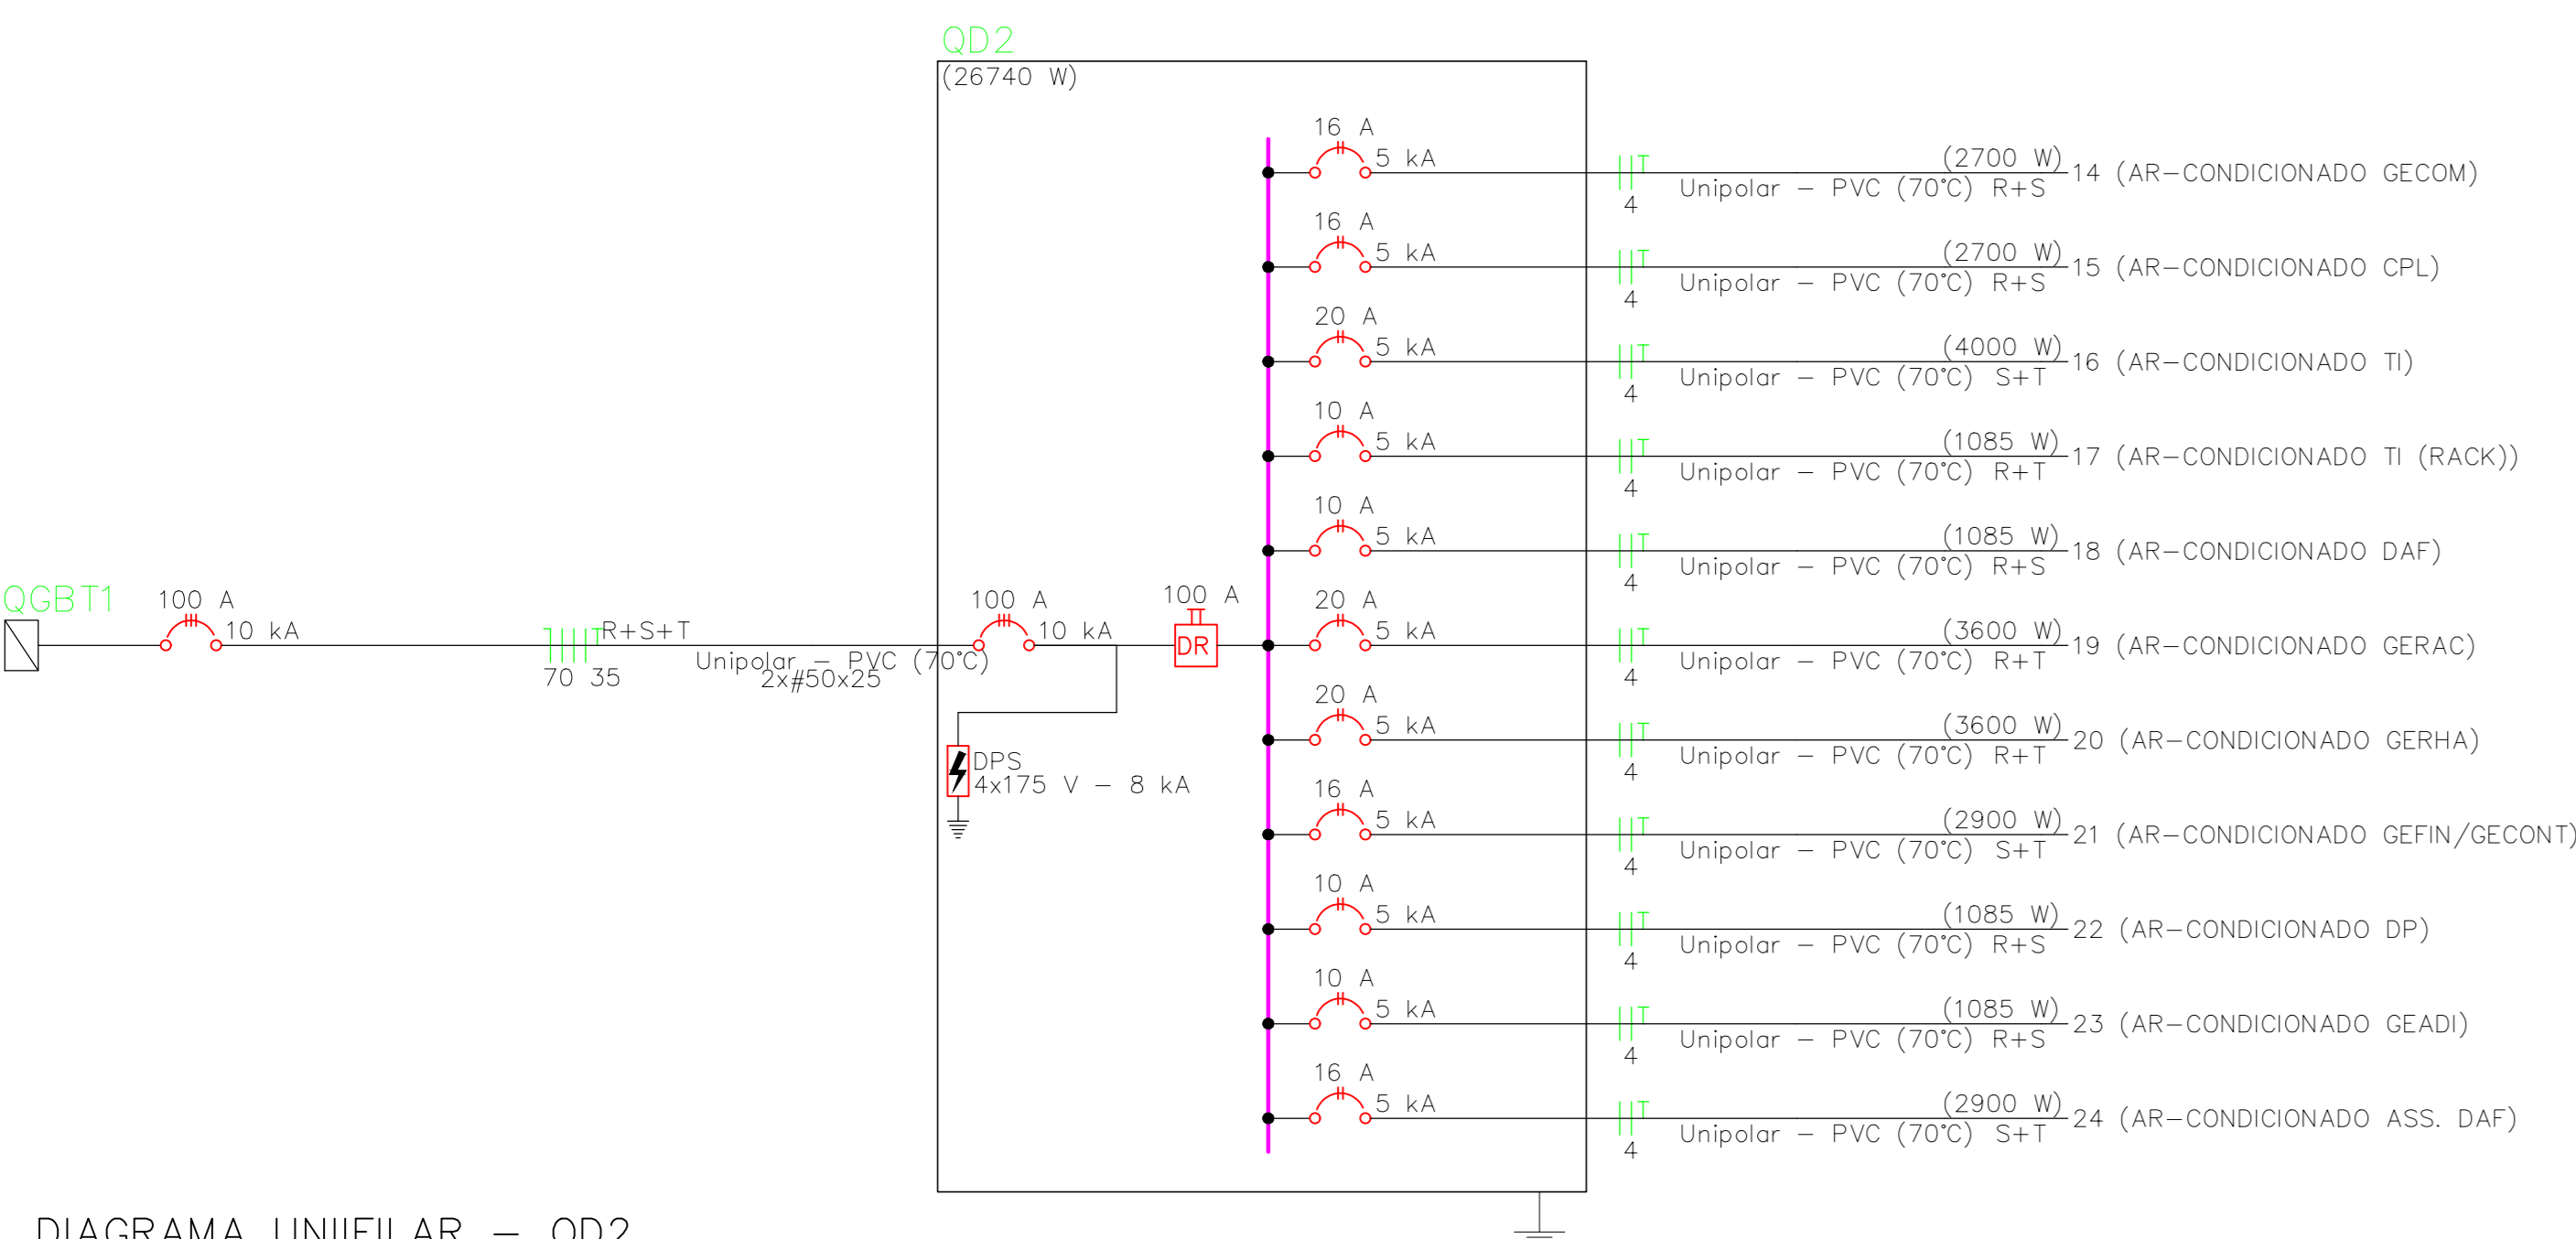 QD2
(26740 W)
16 A
5 kA
(2700 W)
14 (AR-CONDICIONADO GECOM)
Unipolar - PVC (70°C) R+S
4
16 A
5 kA
(2700 W)
15 (AR-CONDICIONADO CPL)
Unipolar - PVC (70°C) R+S
4
20 A
5 kA
(4000 W)
16 (AR-CONDICIONADO TI)
Unipolar - PVC (70°C) S+T
4
10 A
5 kA
(1085 W)
17 (AR-CONDICIONADO TI (RACK))
Unipolar - PVC (70°C) R+T
4
10 A
5 kA
(1085 W)
18 (AR-CONDICIONADO DAF)
Unipolar - PVC (70°C) R+S
4
QGBT1
100 A
10 kA
R+S+T
70 35
Unipolar - PVC (70°C)
2x#50x25
100 A
10 kA
100 A
DR
DPS
4x175 V - 8 kA
20 A
5 kA
(3600 W)
19 (AR-CONDICIONADO GERAC)
Unipolar - PVC (70°C) R+T
4
20 A
5 kA
(3600 W)
20 (AR-CONDICIONADO GERHA)
Unipolar - PVC (70°C) R+T
4
16 A
5 kA
(2900 W)
21 (AR-CONDICIONADO GEFIN/GECONT)
Unipolar - PVC (70°C) S+T
4
10 A
5 kA
(1085 W)
22 (AR-CONDICIONADO DP)
Unipolar - PVC (70°C) R+S
4
10 A
5 kA
(1085 W)
23 (AR-CONDICIONADO GEADI)
Unipolar - PVC (70°C) R+S
4
16 A
5 kA
(2900 W)
24 (AR-CONDICIONADO ASS. DAF)
Unipolar - PVC (70°C) S+T
4
DIAGRAMA UNIIFILAR - QD2